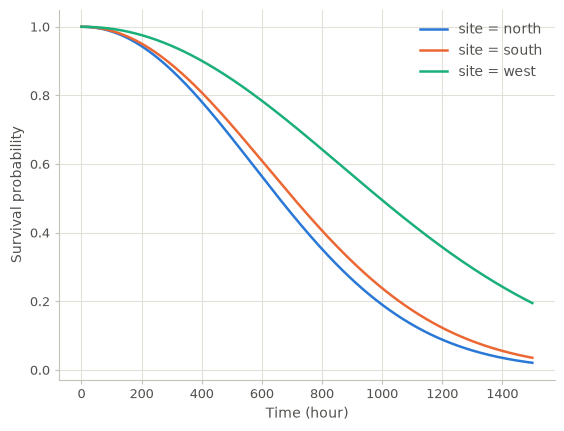 1.0
0.8
0.6
0.4
0.2
0.0
Survival probability
site = north
site = south
site = west
0 200 400 600 800 1000 1200 1400
Time (hour)